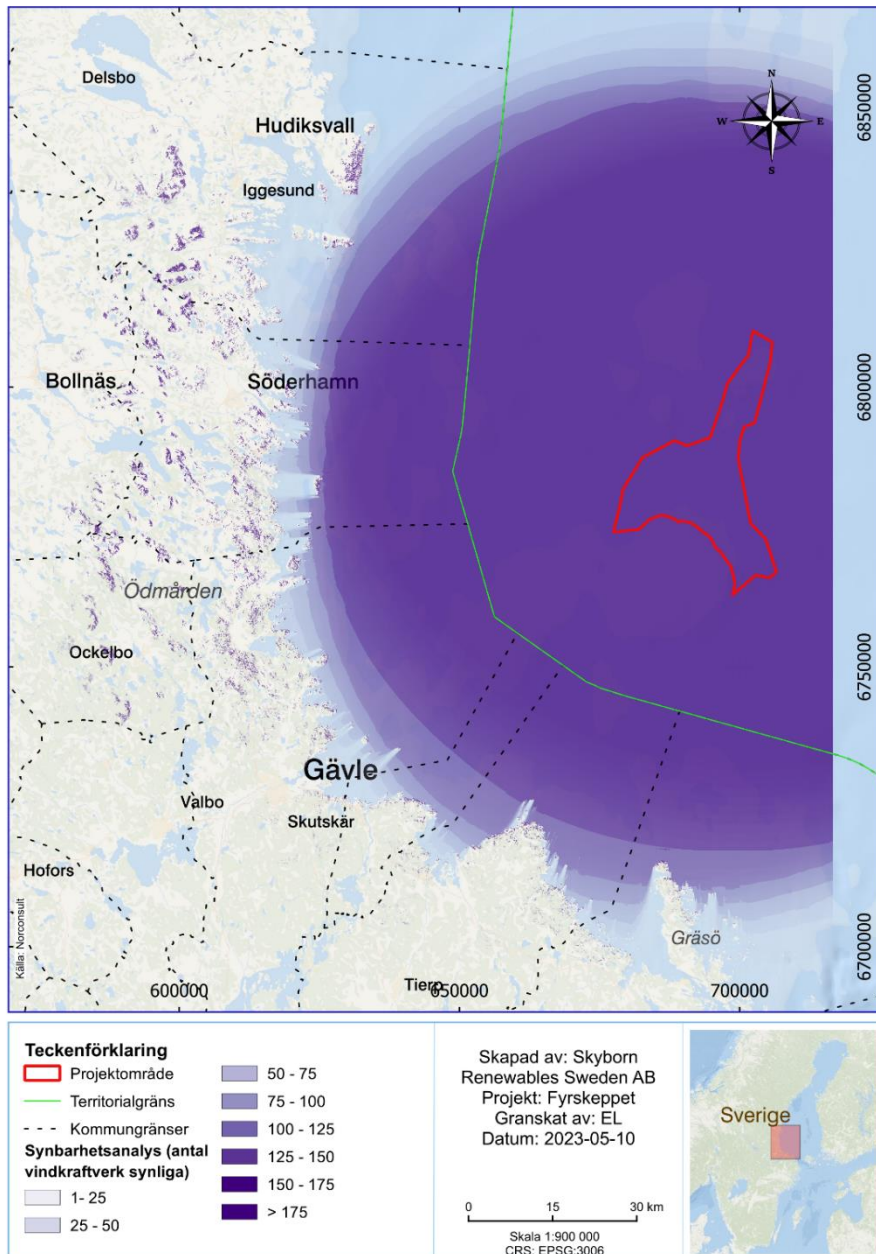 Delsbo
Hudiksvall
Iggesund
Bollnäs
Söderhamn
Ödmården
Ockelbo
Gävle
Valbo
Skutskär
Hofors
Gräsö
Tierp
N
W
E
S
6850000
6800000
6750000
6700000
600000
650000
700000
Källa: Norconsult
Teckenförklaring
Projektområde
Territorialgräns
Kommungränser
Synbarhetsanalys (antal
vindkraftverk synliga)
1- 25
25 - 50
50 - 75
75 - 100
100 - 125
125 - 150
150 - 175
> 175
Skapad av: Skyborn
Renewables Sweden AB
Projekt: Fyrskeppet
Granskat av: EL
Datum: 2023-05-10
0 15 30 km
Skala 1:900 000
CRS: EPSG:3006
Sverige